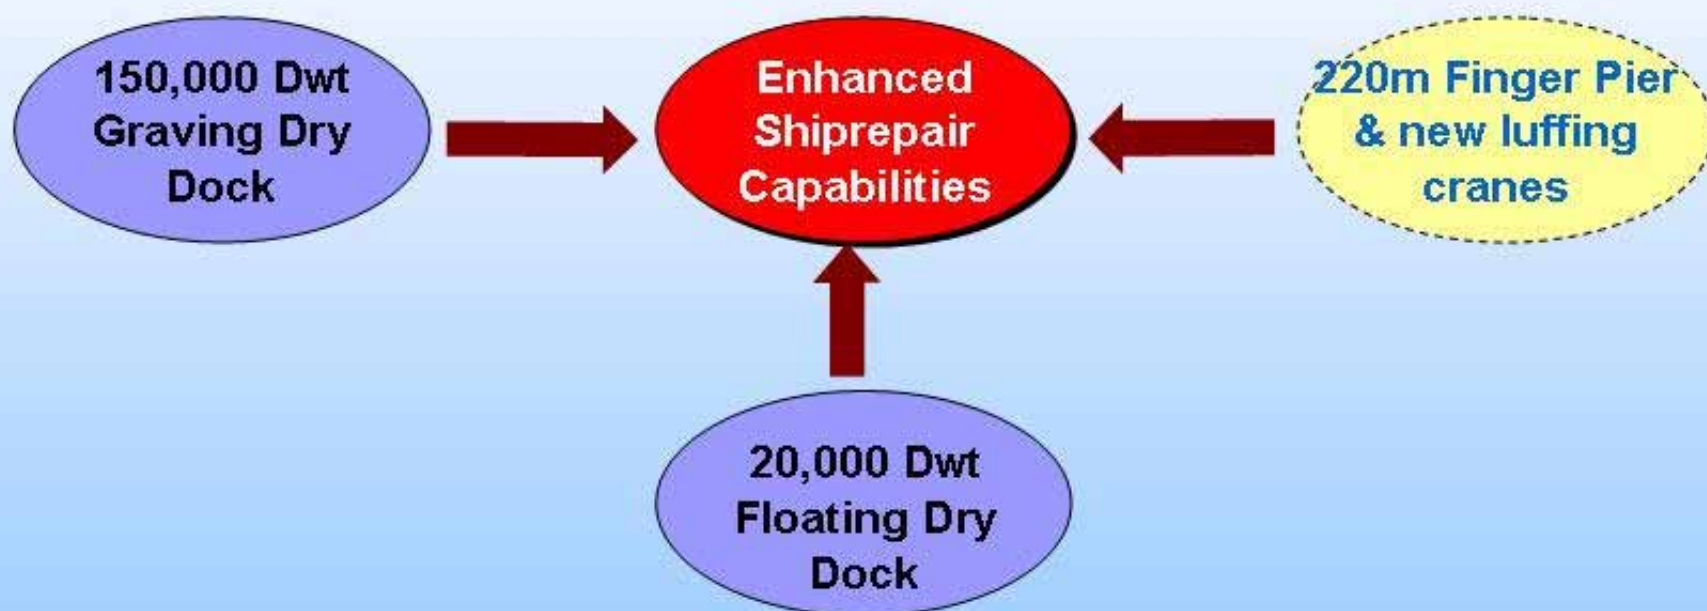 150,000 Dwt
Graving Dry
Dock
Enhanced
Shiprepair
Capabilities
220m Finger Pier
& new luffing
cranes
20,000 Dwt
Floating Dry
Dock